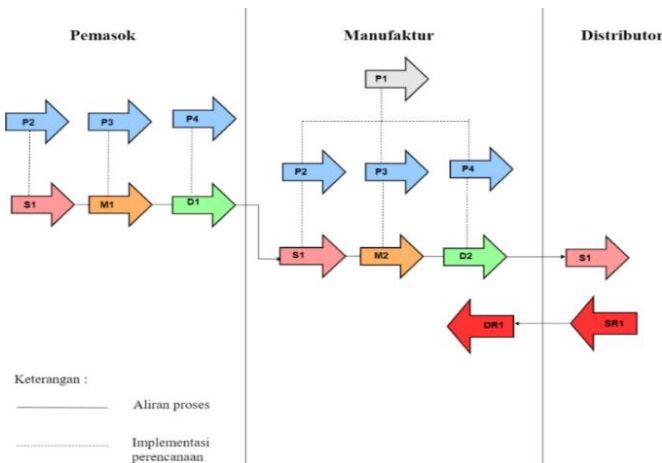 Pemasok
Manufaktur
Distributor
P1
P2
P3
P4
P2
P3
P4
S1
M1
D1
S1
M2
D2
S1
DR1
SR1
Keterangan :
Aliran proses
Implementasi
perencanaan